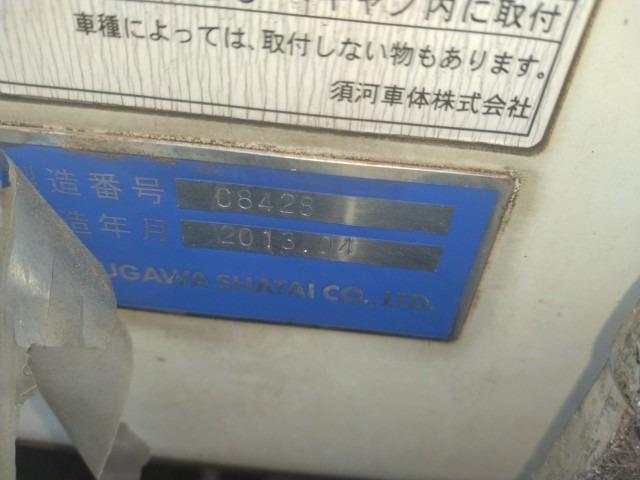 キャブ内に取付
車種によっては、取付しない物もあります。
須河車体株式会社
造番号 C8428
造年月 2013.04
UGAWA SHATAI CO., LTD.